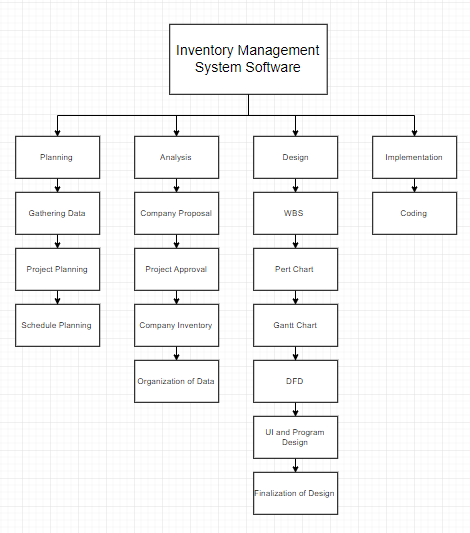 Inventory Management
System Software
Planning
Analysis
Design
Implementation
Gathering Data
Company Proposal
WBS
Coding
Project Planning
Project Approval
Pert Chart
Schedule Planning
Company Inventory
Gantt Chart
Organization of Data
DFD
UI and Program
Design
Finalization of Design